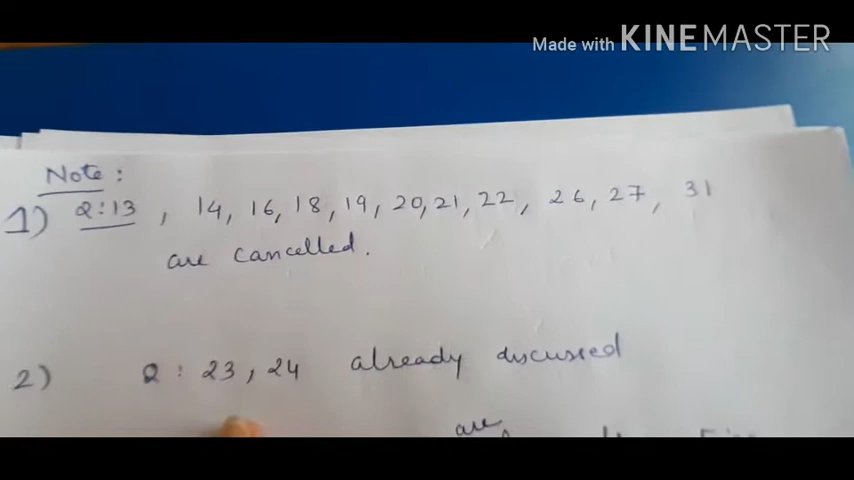 Made with KINEMASTER
Note :
1) Q:13 , 14, 16, 18, 19, 20, 21, 22, 26, 27, 31
are cancelled.
2) Q : 23, 24 already discussed
are